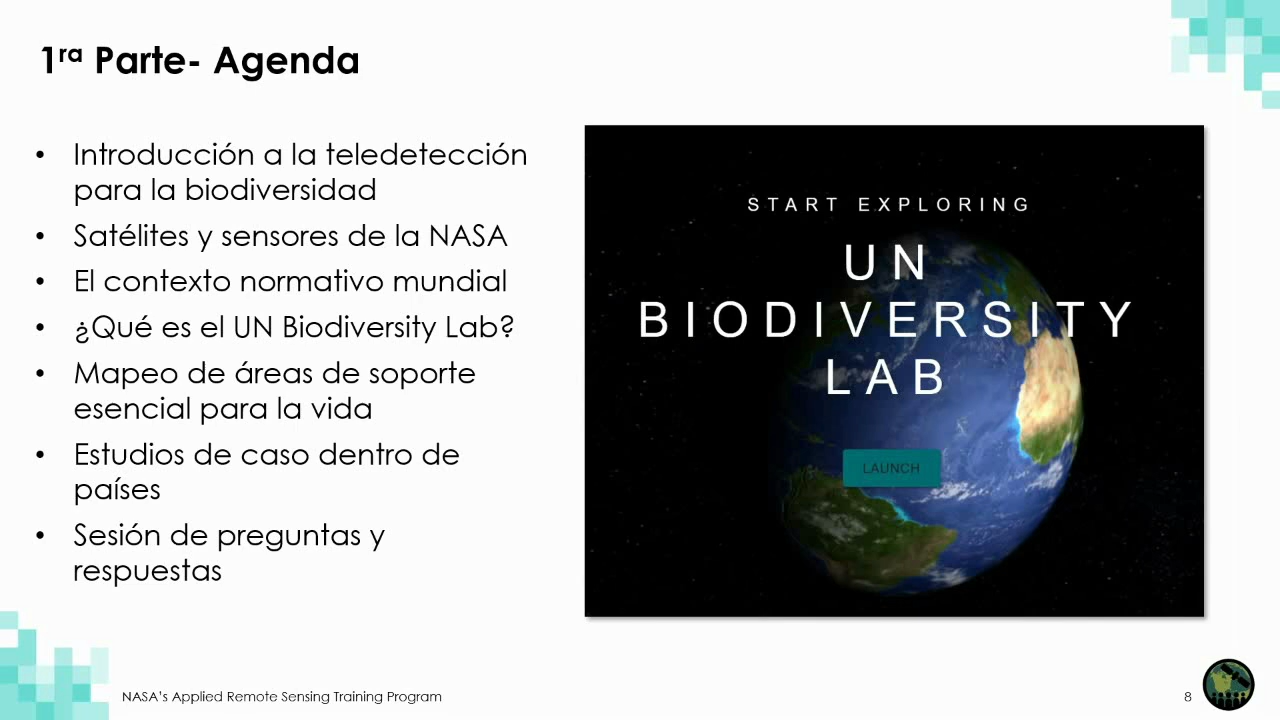 1ra Parte- Agenda
• Introducción a la teledetección
para la biodiversidad
• Satélites y sensores de la NASA
• El contexto normativo mundial
• ¿Qué es el UN Biodiversity Lab?
• Mapeo de áreas de soporte
esencial para la vida
• Estudios de caso dentro de
países
• Sesión de preguntas y
respuestas
START EXPLORING
UN
BIODIVERSITY
LAB
LAUNCH
NASA's Applied Remote Sensing Training Program
8